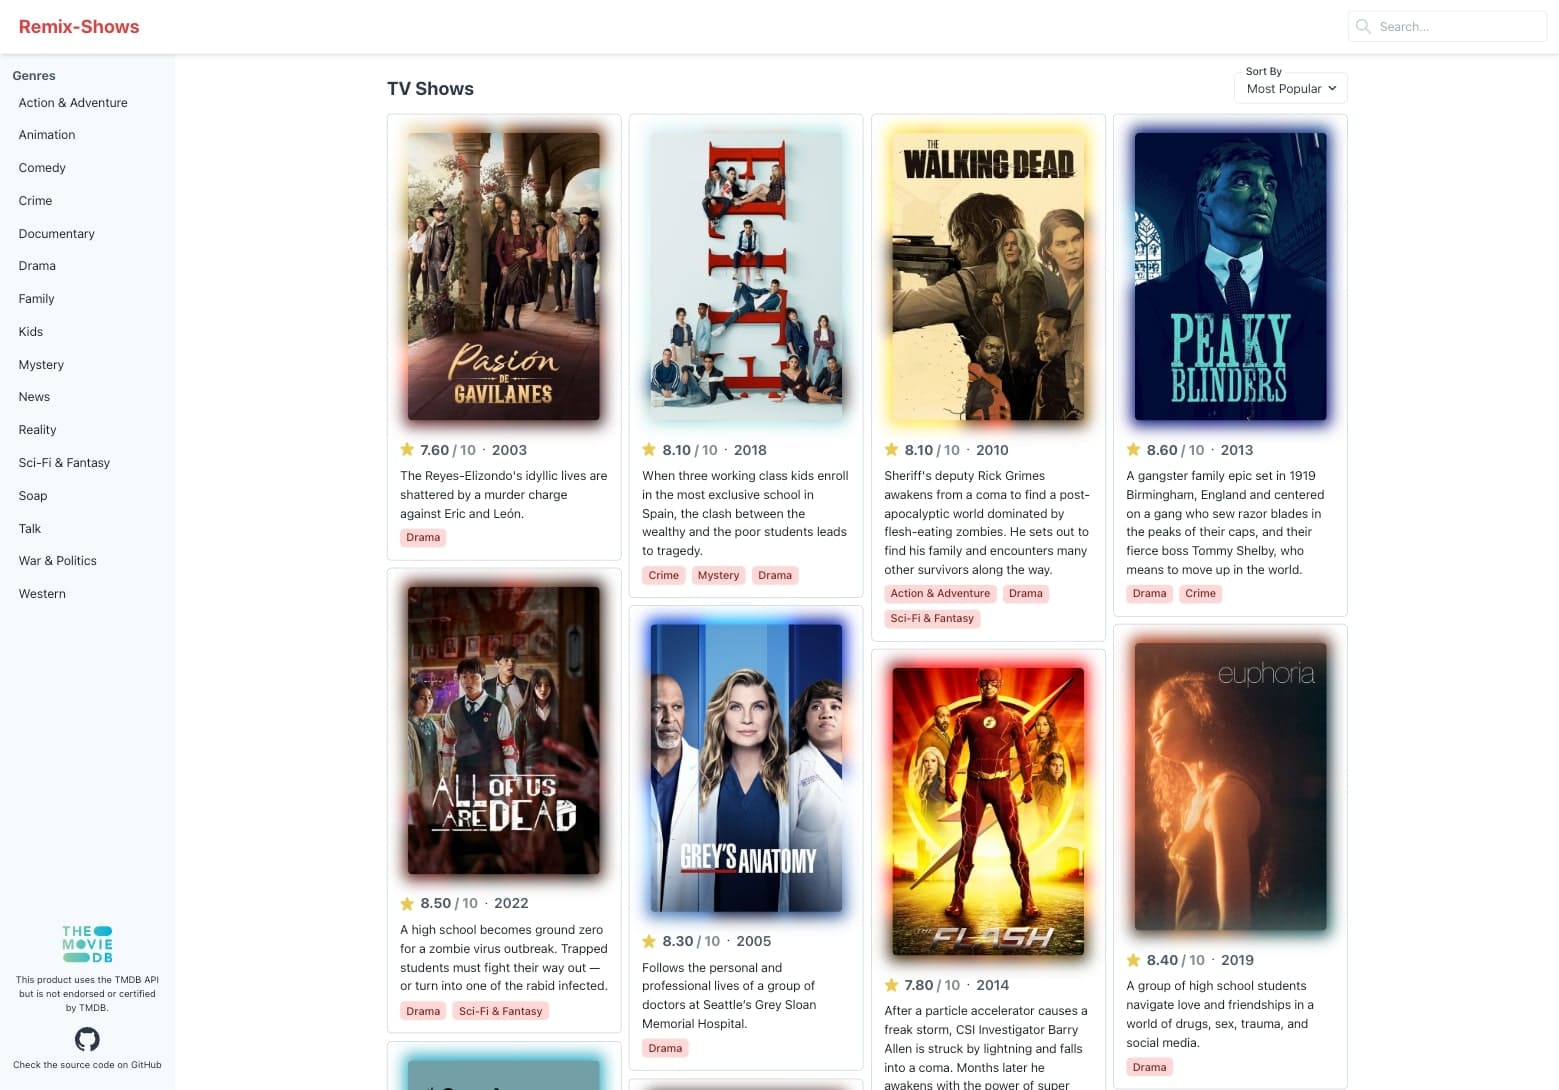 Remix-Shows
Search...
Genres
Action & Adventure
Animation
Comedy
Crime
Documentary
Drama
Family
Kids
Mystery
News
Reality
Sci-Fi & Fantasy
Soap
Talk
War & Politics
Western
THE
MOVIE
DB
This product uses the TMDB API
but is not endorsed or certified
by TMDB.
Check the source code on GitHub
TV Shows
Sort By
Most Popular
Pasión
DE
GAVILANES
7.60 / 10 · 2003
The Reyes-Elizondo's idyllic lives are
shattered by a murder charge
against Eric and León.
Drama
ELITE
8.10 / 10 · 2018
When three working class kids enroll
in the most exclusive school in
Spain, the clash between the
wealthy and the poor students leads
to tragedy.
Crime
Mystery
Drama
THE
WALKING DEAD
8.10 / 10 · 2010
Sheriff's deputy Rick Grimes
awakens from a coma to find a post-
apocalyptic world dominated by
flesh-eating zombies. He sets out to
find his family and encounters many
other survivors along the way.
Action & Adventure
Drama
Sci-Fi & Fantasy
PEAKY
BLINDERS
8.60 / 10 · 2013
A gangster family epic set in 1919
Birmingham, England and centered
on a gang who sew razor blades in
the peaks of their caps, and their
fierce boss Tommy Shelby, who
means to move up in the world.
Drama
Crime
ALL OF US
ARE DEAD
8.50 / 10 · 2022
A high school becomes ground zero
for a zombie virus outbreak. Trapped
students must fight their way out —
or turn into one of the rabid infected.
Drama
Sci-Fi & Fantasy
GREY'S ANATOMY
8.30 / 10 · 2005
Follows the personal and
professional lives of a group of
doctors at Seattle's Grey Sloan
Memorial Hospital.
Drama
THE
FLASH
7.80 / 10 · 2014
After a particle accelerator causes a
freak storm, CSI Investigator Barry
Allen is struck by lightning and falls
into a coma. Months later he
awakens with the power of super
euphoria
8.40 / 10 · 2019
A group of high school students
navigate love and friendships in a
world of drugs, sex, trauma, and
social media.
Drama